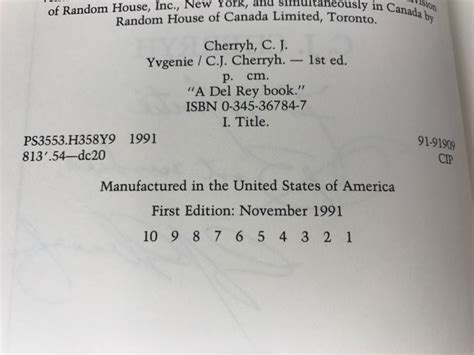 of Random House, Inc., New York, and simultaneously in Canada by
Random House of Canada Limited, Toronto.
Cherryh, C. J.
Yvgenie / C.J. Cherryh. — 1st ed.
p. cm.
"A Del Rey book."
ISBN 0-345-36784-7
I. Title.
PS3553.H358Y9 1991
91-91909
813′.54—dc20
CIP
Manufactured in the United States of America
First Edition: November 1991
10 9 8 7 6 5 4 3 2 1